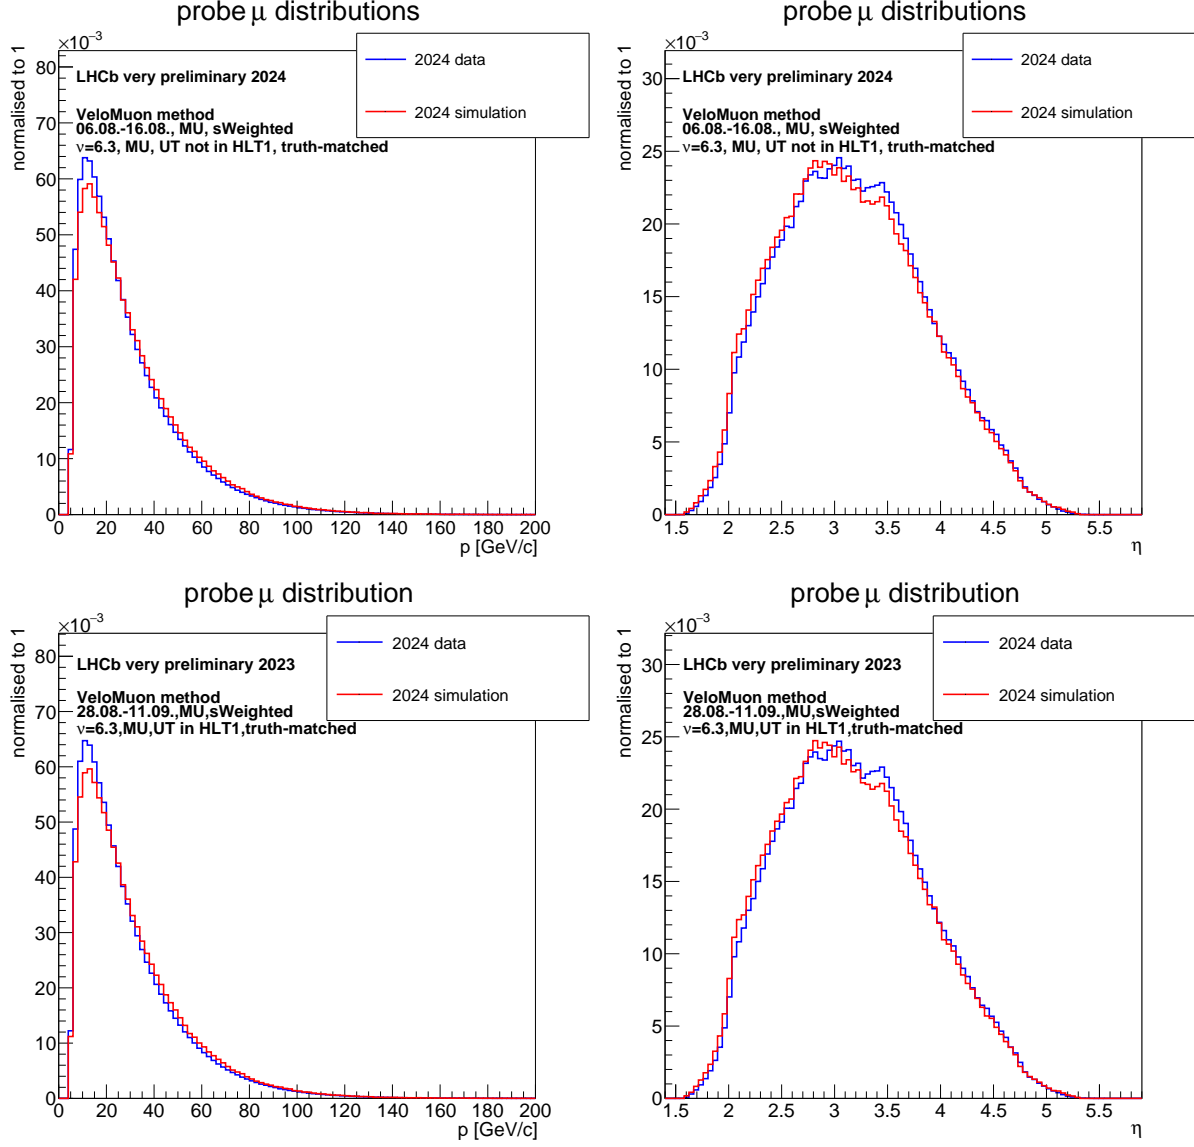 probe μ distributions
×10⁻³
normalised to 1
2024 data
2024 simulation
LHCb very preliminary 2024
VeloMuon method
06.08.-16.08., MU, sWeighted
ν=6.3, MU, UT not in HLT1, truth-matched
80
70
60
50
40
30
20
10
0
0 20 40 60 80 100 120 140 160 180 200
p [GeV/c]
probe μ distributions
×10⁻³
normalised to 1
2024 data
2024 simulation
LHCb very preliminary 2024
VeloMuon method
06.08.-16.08., MU, sWeighted
ν=6.3, MU, UT not in HLT1, truth-matched
30
25
20
15
10
5
0
1.5 2 2.5 3 3.5 4 4.5 5 5.5
η
probe μ distribution
×10⁻³
normalised to 1
2024 data
2024 simulation
LHCb very preliminary 2023
VeloMuon method
28.08.-11.09.,MU,sWeighted
ν=6.3,MU,UT in HLT1,truth-matched
80
70
60
50
40
30
20
10
0
0 20 40 60 80 100 120 140 160 180 200
p [GeV/c]
probe μ distribution
×10⁻³
normalised to 1
2024 data
2024 simulation
LHCb very preliminary 2023
VeloMuon method
28.08.-11.09.,MU,sWeighted
ν=6.3,MU,UT in HLT1,truth-matched
30
25
20
15
10
5
0
1.5 2 2.5 3 3.5 4 4.5 5 5.5
η